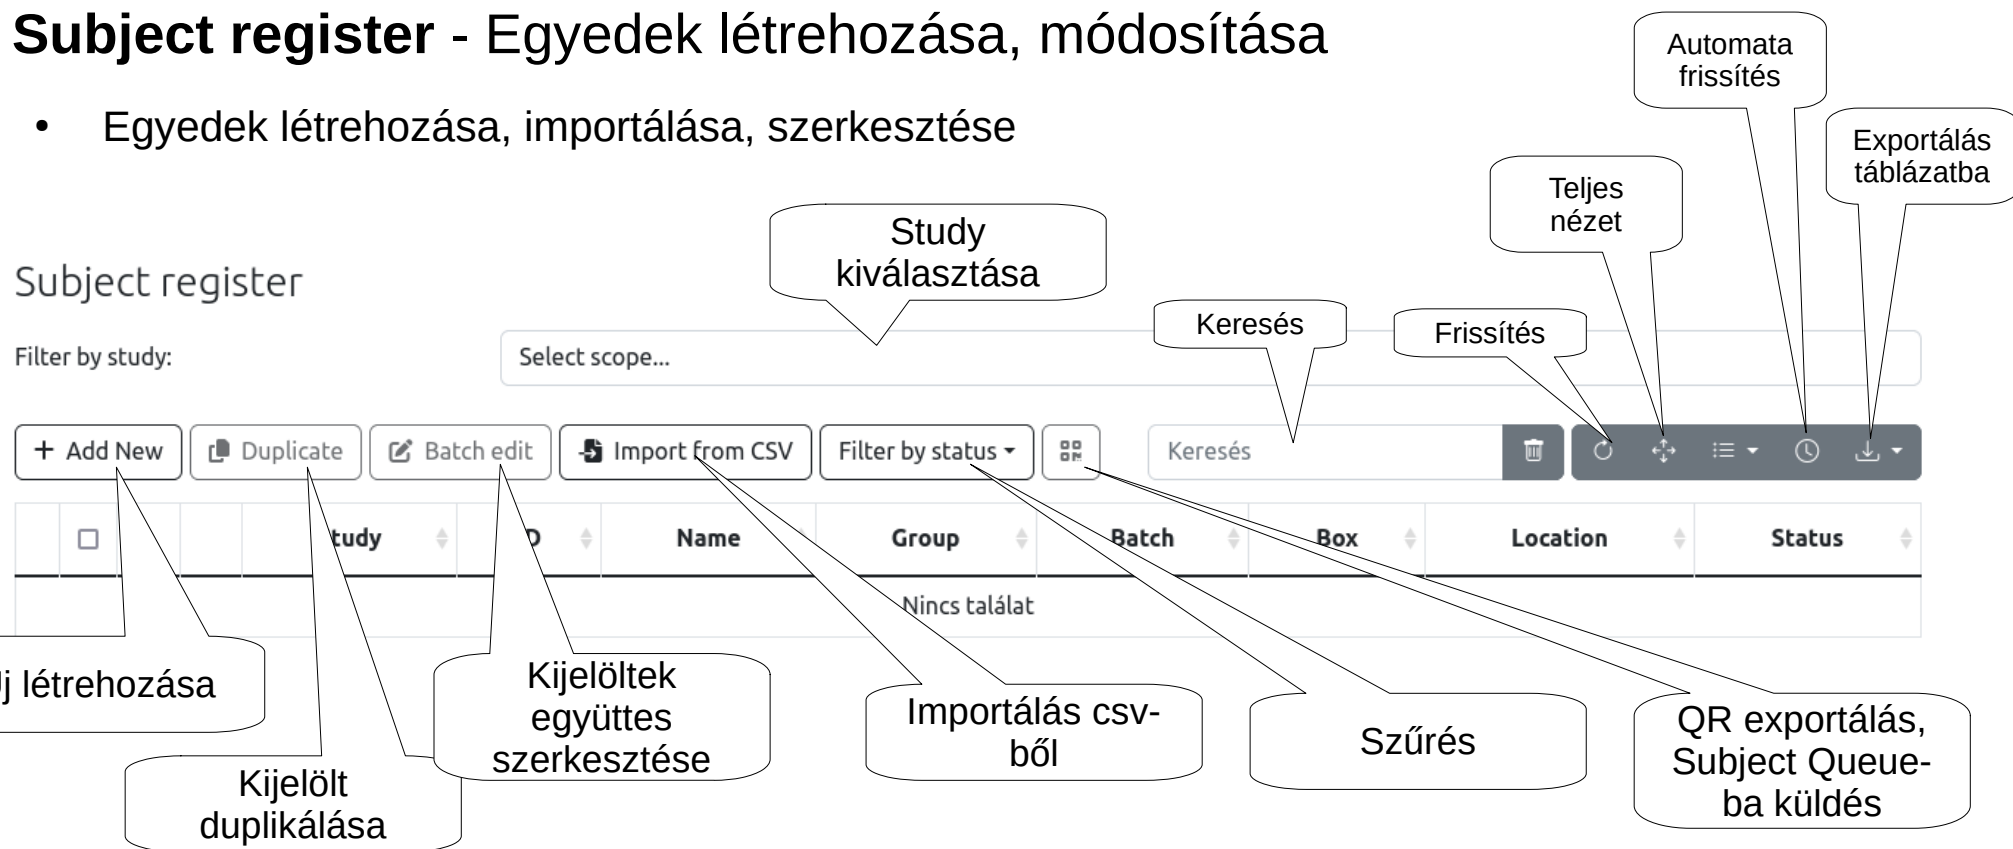 Subject register - Egyedek létrehozása, módosítása
Automata
frissítés
• Egyedek létrehozása, importálása, szerkesztése
Exportálás
táblázatba
Teljes
nézet
Study
kiválasztása
Subject register
Keresés
Frissítés
Filter by study:
Select scope...
+ Add New
Duplicate
Batch edit
Import from CSV
Filter by status
Keresés
tudy
D
Name
Group
Batch
Box
Location
Status
Nincs találat
j létrehozása
Kijelölt
duplikálása
Kijelöltek
együttes
szerkesztése
Importálás csv-
ből
Szűrés
QR exportálás,
Subject Queue-
ba küldés